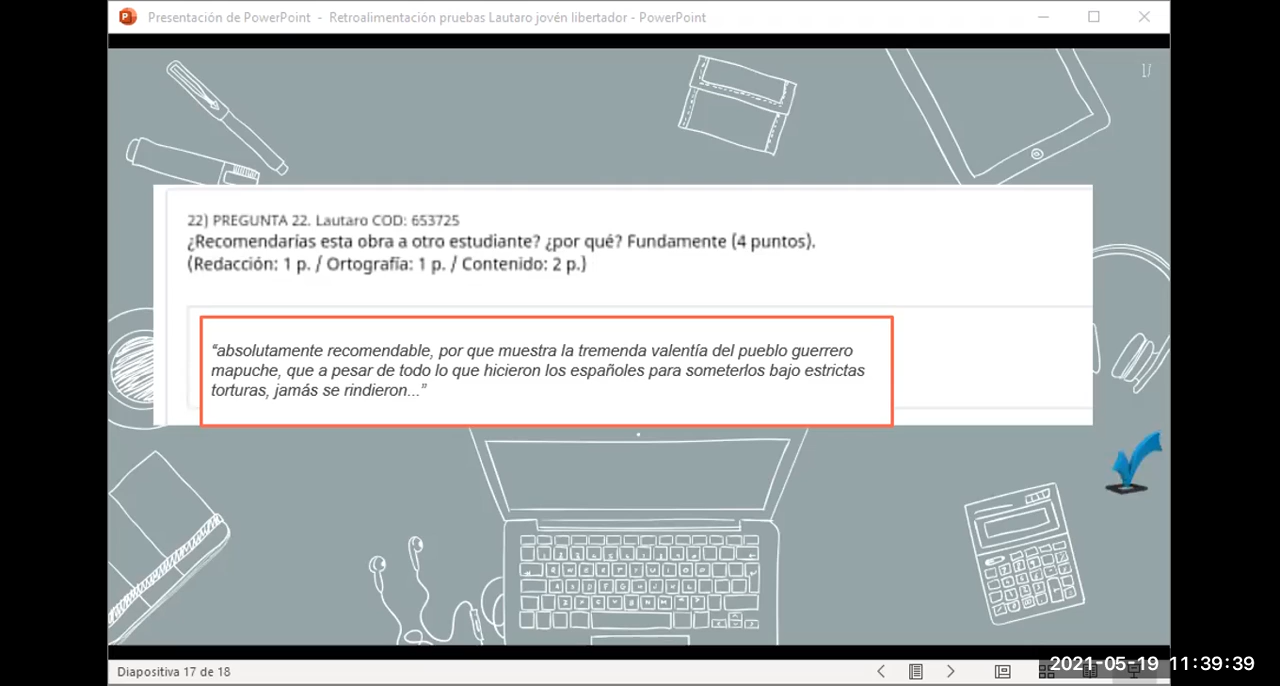 Presentación de PowerPoint - Retroalimentación pruebas Lautaro jovén libertador - PowerPoint
17
22) PREGUNTA 22. Lautaro COD: 653725
¿Recomendarías esta obra a otro estudiante? ¿por qué? Fundamente (4 puntos).
(Redacción: 1 p. / Ortografía: 1 p. / Contenido: 2 p.)
“absolutamente recomendable, por que muestra la tremenda valentía del pueblo guerrero
mapuche, que a pesar de todo lo que hicieron los españoles para someterlos bajo estrictas
torturas, jamás se rindieron...”
Diapositiva 17 de 18
2021-05-19 11:39:39